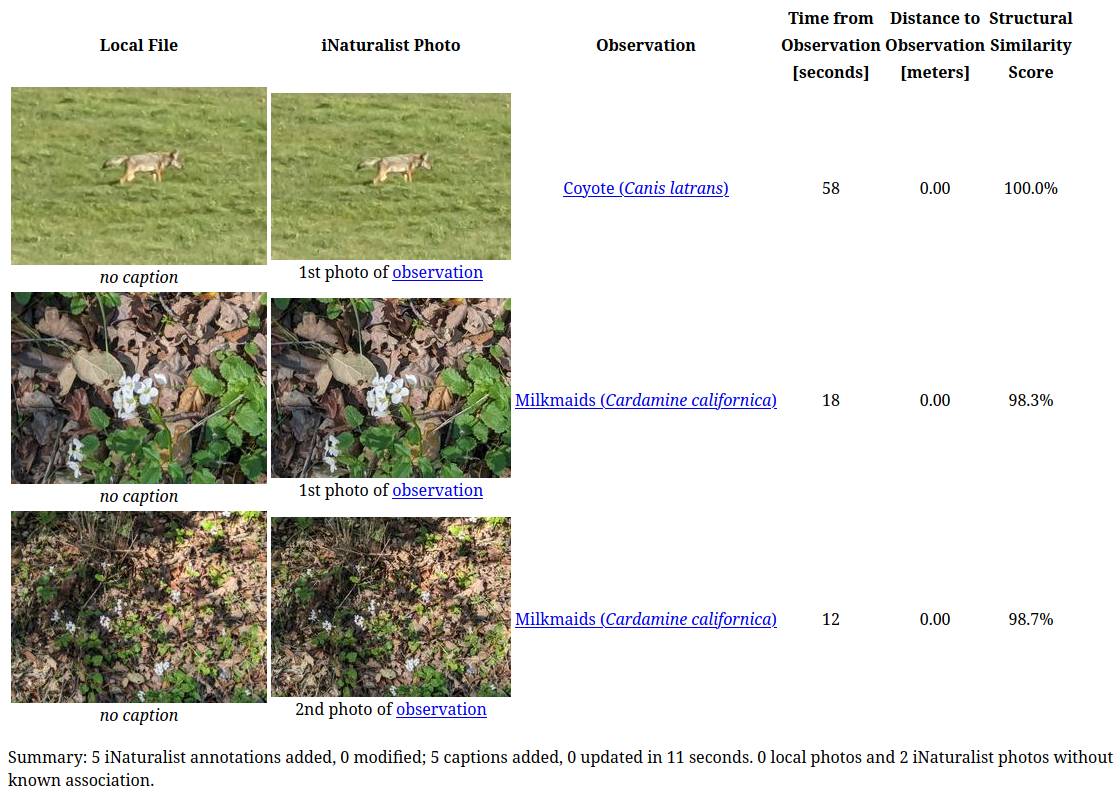 Local File iNaturalist Photo Observation Time from Observation [seconds] Distance to Observation [meters] Structural Similarity Score
no caption
1st photo of observation
Coyote (Canis latrans) 58 0.00 100.0%
no caption
1st photo of observation
Milkmaids (Cardamine californica) 18 0.00 98.3%
no caption
2nd photo of observation
Milkmaids (Cardamine californica) 12 0.00 98.7%
Summary: 5 iNaturalist annotations added, 0 modified; 5 captions added, 0 updated in 11 seconds. 0 local photos and 2 iNaturalist photos without
known association.